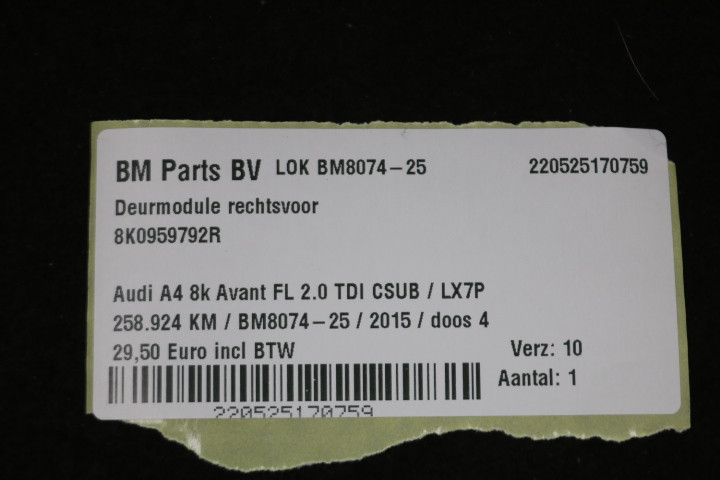 BM Parts BV LOK BM8074-25 220525170759
Deurmodule rechtsvoor
8K0959792R
Audi A4 8k Avant FL 2.0 TDI CSUB / LX7P
258.924 KM / BM8074-25 / 2015 / doos 4
29,50 Euro incl BTW Verz: 10
Aantal: 1
220525170759